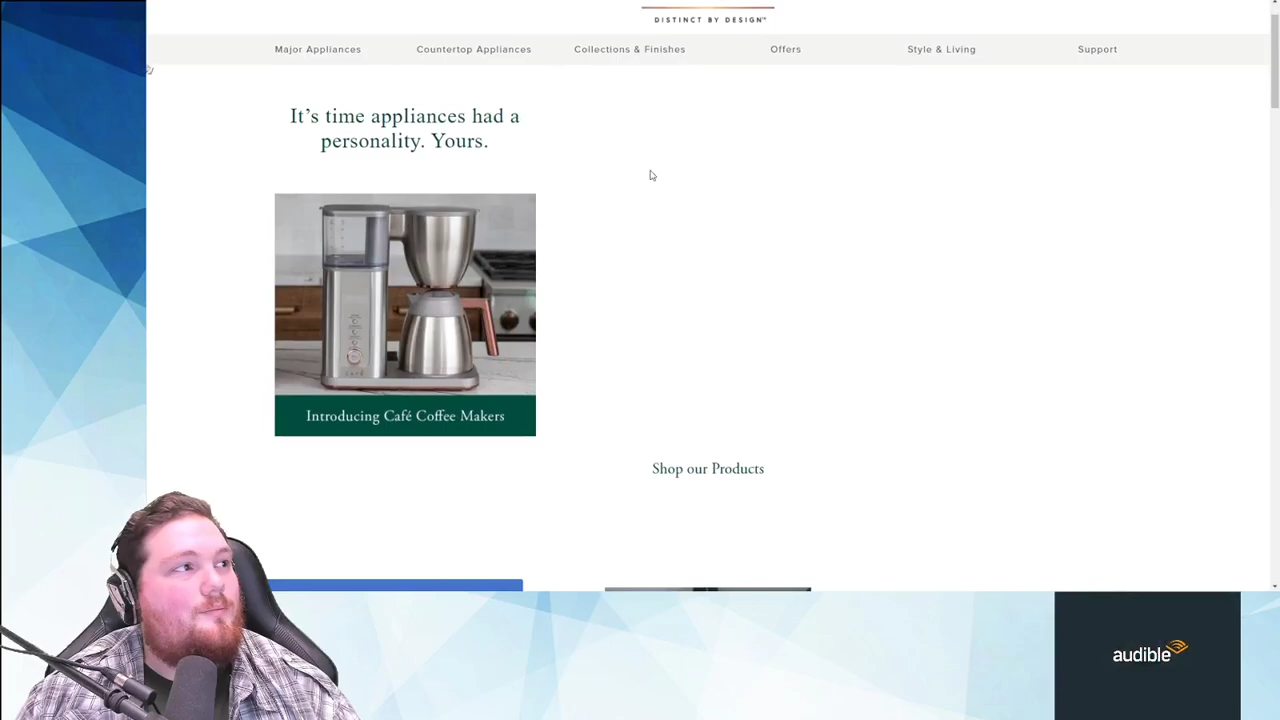 DISTINCT BY DESIGN™
Major Appliances Countertop Appliances Collections & Finishes Offers Style & Living Support
It's time appliances had a
personality. Yours.
Introducing Café Coffee Makers
Shop our Products
audible